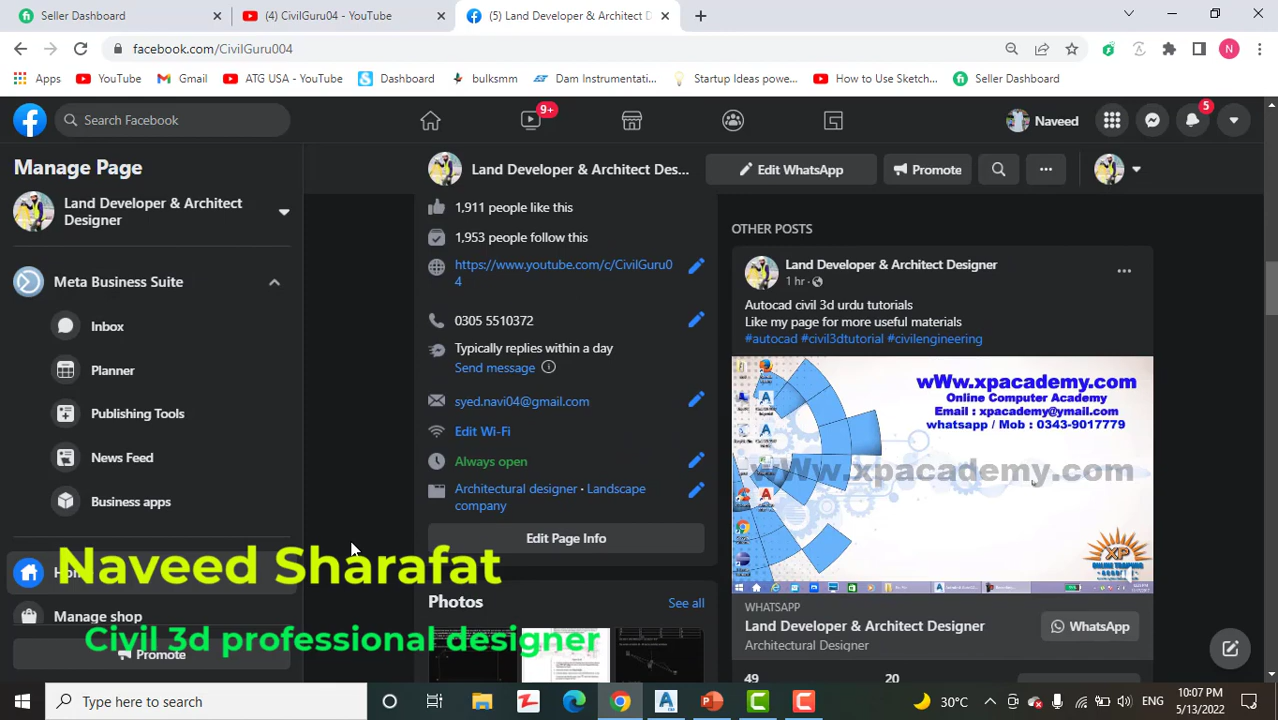 Seller Dashboard
(4) CivilGuru04 - YouTube
(5) Land Developer & Architect D
facebook.com/CivilGuru004
N
Apps
YouTube
Gmail
ATG USA - YouTube
Dashboard
bulksmm
Dam Instrumentati...
Startup Ideas powe...
How to Use Sketch...
Seller Dashboard
Search Facebook
9+
Naveed
5
Manage Page
Land Developer & Architect
Designer
Meta Business Suite
Inbox
Planner
Publishing Tools
News Feed
Business apps
Manage shop
Promote
Naveed Sharafat
Civil 3d professional designer
Land Developer & Architect Des...
Edit WhatsApp
Promote
1,911 people like this
1,953 people follow this
https://www.youtube.com/c/CivilGuru0
4
0305 5510372
Typically replies within a day
Send message
syed.navi04@gmail.com
Edit Wi-Fi
Always open
Architectural designer · Landscape
company
Edit Page Info
Photos
See all
OTHER POSTS
Land Developer & Architect Designer
1 hr ·
Autocad civil 3d urdu tutorials
Like my page for more useful materials
#autocad #civil3dtutorial #civilengineering
wWw.xpacademy.com
Online Computer Academy
Email : xpacademy@ymail.com
whatsapp / Mob : 0343-9017779
wWw.xpacademy.com
XP
ONLINE TRAINING
WHATSAPP
Land Developer & Architect Designer
Architectural Designer
WhatsApp
49
20
Type here to search
30°C
ENG
10:07 PM
5/13/2022